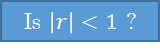 Is |r| < 1 ?